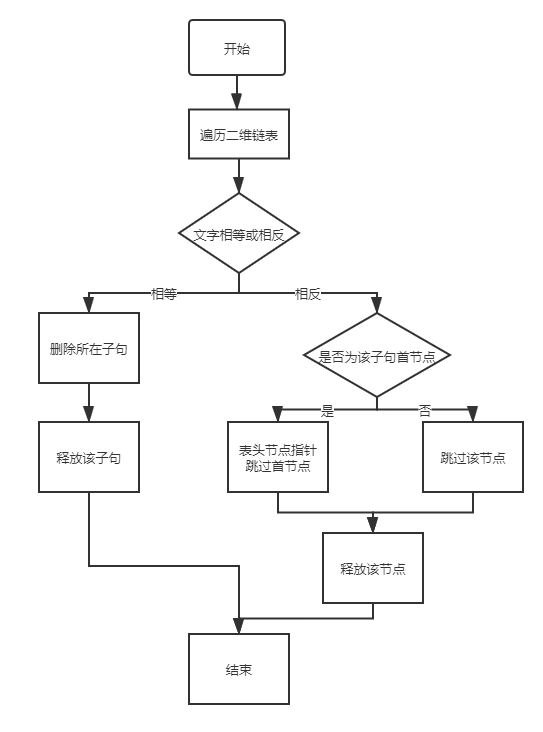 开始
遍历二维链表
文字相等或相反
相等
相反
删除所在子句
是否为该子句首节点
是
否
释放该子句
表头节点指针
跳过首节点
跳过该节点
释放该节点
结束